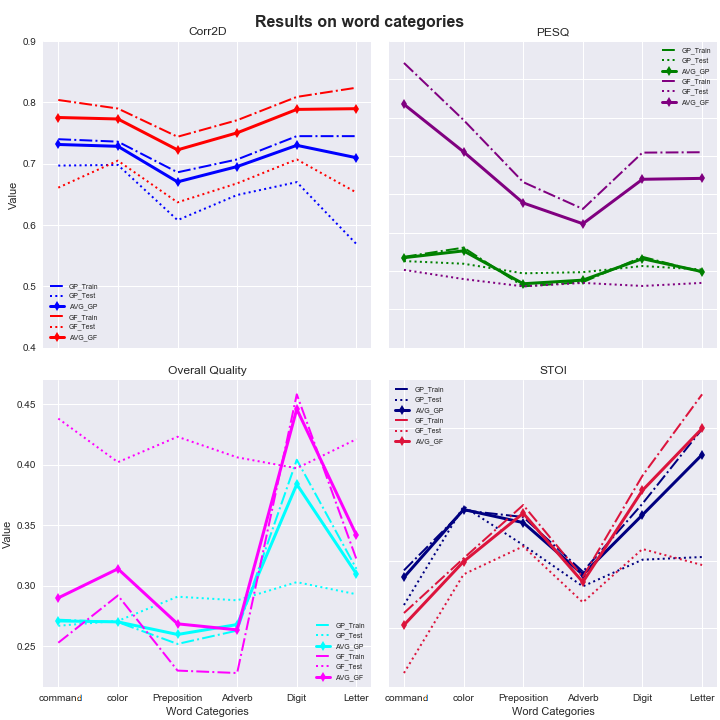 Results on word categories
Corr2D
PESQ
0.9
0.8
0.7
0.6
0.5
0.4
Value
GP_Train
GP_Test
AVG_GP
GF_Train
GF_Test
AVG_GF
GP_Train
GP_Test
AVG_GP
GF_Train
GF_Test
AVG_GF
Overall Quality
STOI
0.45
0.40
0.35
0.30
0.25
Value
GP_Train
GP_Test
AVG_GP
GF_Train
GF_Test
AVG_GF
GP_Train
GP_Test
AVG_GP
GF_Train
GF_Test
AVG_GF
command color Preposition Adverb Digit Letter
command color Preposition Adverb Digit Letter
Word Categories
Word Categories